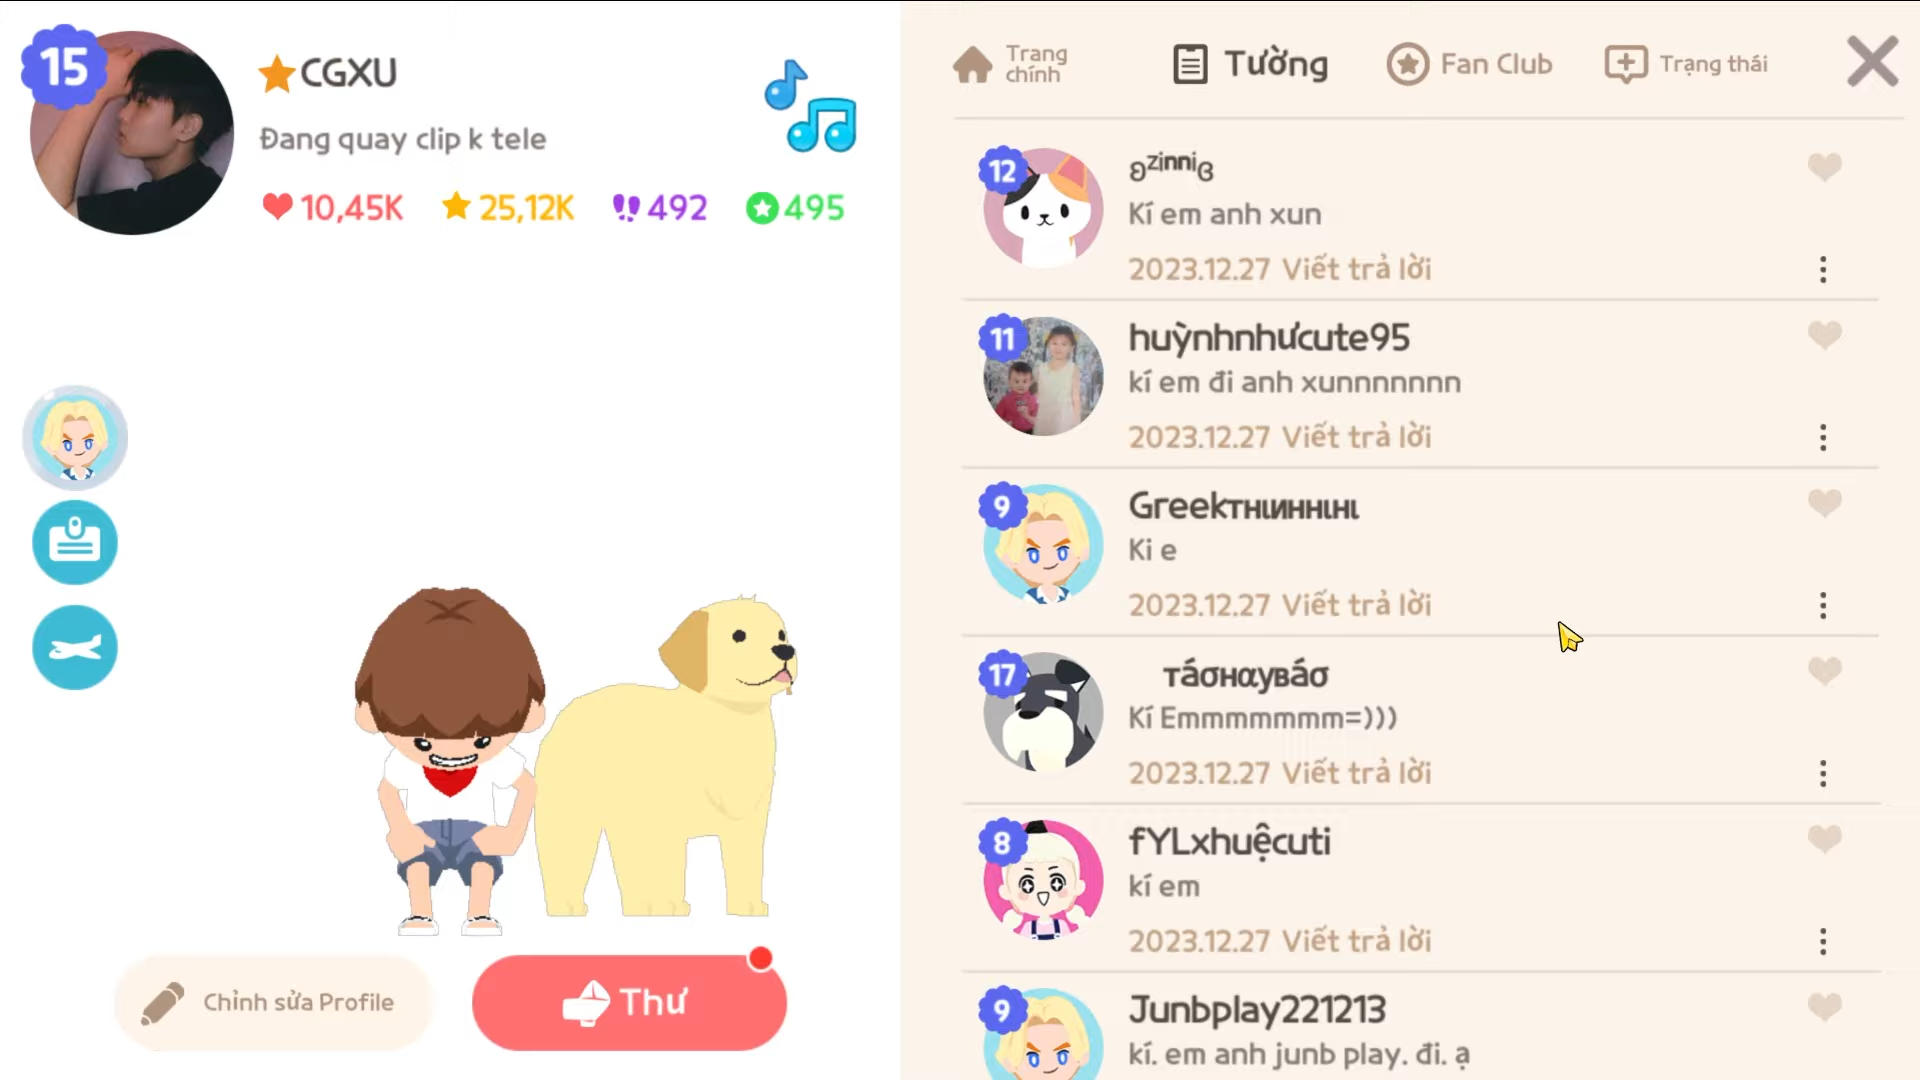 15
CGXU
Đang quay clip k tele
10,45K 25,12K 492 495
Chỉnh sửa Profile
Thư
Trang chính
Tường
Fan Club
Trạng thái
12
ʚᶻⁱⁿⁿⁱɞ
Kí em anh xun
2023.12.27 Viết trả lời
11
huỳnhnhưcute95
kí em đi anh xunnnnnnn
2023.12.27 Viết trả lời
9
Greekтнιиннιнι
Ki e
2023.12.27 Viết trả lời
17
тáσнαувáσ
Kí Emmmmmmm=)))
2023.12.27 Viết trả lời
8
fYLxhuệcuti
kí em
2023.12.27 Viết trả lời
9
Junbplay221213
kí. em anh junb play. đi. ạ